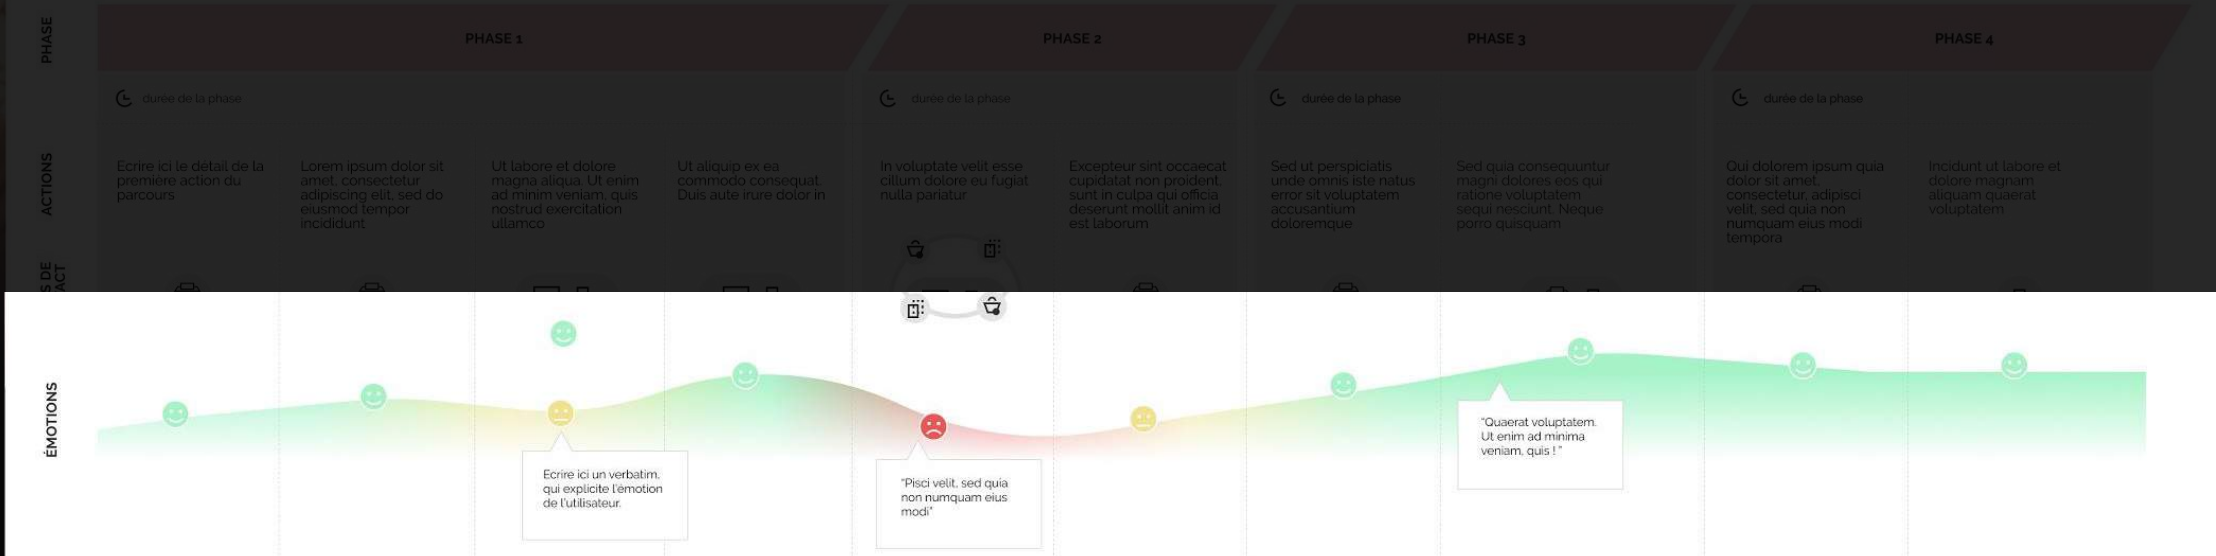 PHASE
PHASE 1
PHASE 2
PHASE 3
PHASE 4
durée de la phase
durée de la phase
durée de la phase
durée de la phase
ACTIONS
Ecrire ici le détail de la
première action du
parcours
Lorem ipsum dolor sit
amet, consectetur
adipiscing elit, sed do
eiusmod tempor
incididunt
Ut labore et dolore
magna aliqua. Ut enim
ad minim veniam, quis
nostrud exercitation
ullamco
Ut aliquip ex ea
commodo consequat.
Duis aute irure dolor in
In voluptate velit esse
cillum dolore eu fugiat
nulla pariatur
Excepteur sint occaecat
cupidatat non proident,
sunt in culpa qui officia
deserunt mollit anim id
est laborum
Sed ut perspiciatis
unde omnis iste natus
error sit voluptatem
accusantium
doloremque
Sed quia consequuntur
magni dolores eos qui
ratione voluptatem
sequi nesciunt. Neque
porro quisquam
Qui dolorem ipsum quia
dolor sit amet,
consectetur, adipisci
velit, sed quia non
numquam eius modi
tempora
Incidunt ut labore et
dolore magnam
aliquam quaerat
voluptatem
S DE
ACT
ÉMOTIONS
Ecrire ici un verbatim,
qui explicite l'émotion
de l'utilisateur.
"Pisci velit, sed quia
non numquam eius
modi"
"Quaerat voluptatem.
Ut enim ad minima
veniam, quis ! "